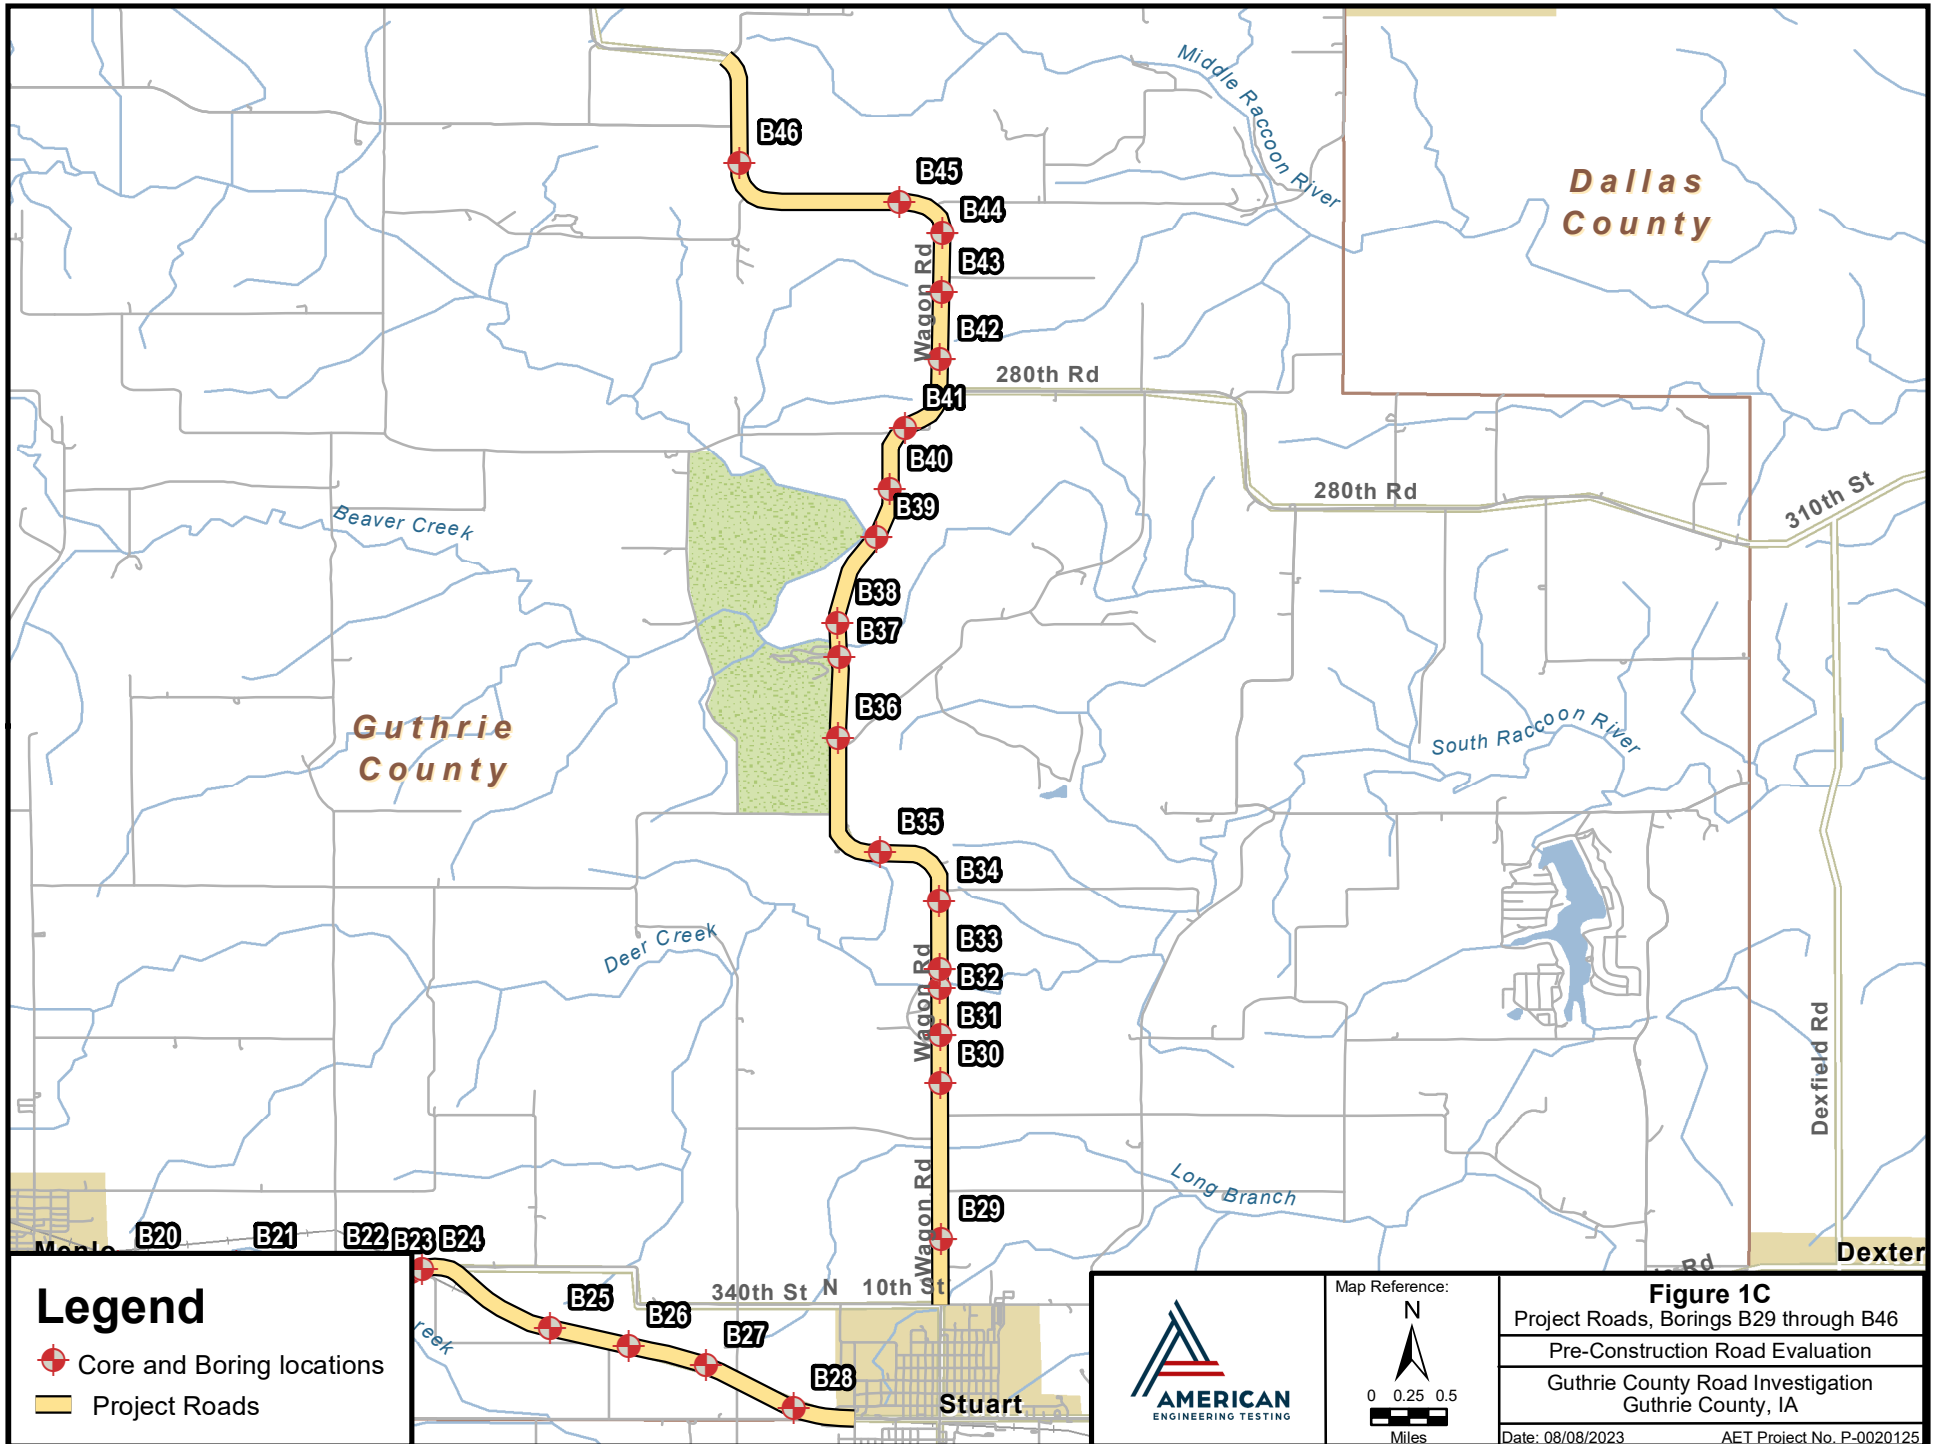 Middle Raccoon River
Dallas
County
B46
B45
B44
Wagon Rd
B43
B42
280th Rd
B41
B40
280th Rd
310th St
B39
Beaver Creek
B38
B37
B36
Guthrie
County
South Raccoon River
B35
B34
Deer Creek
B33
B32
Wagon Rd
B31
B30
Dexfield Rd
Long Branch
Wagon Rd
B29
B20
B21
B22
B23
B24
Menlo
Dexter
Rd
340th St
N 10th St
B25
B26
B27
B28
reek
Stuart
Legend
Core and Boring locations
Project Roads
AMERICAN
ENGINEERING TESTING
Map Reference:
N
0 0.25 0.5
Miles
Figure 1C
Project Roads, Borings B29 through B46
Pre-Construction Road Evaluation
Guthrie County Road Investigation
Guthrie County, IA
Date: 08/08/2023
AET Project No. P-0020125